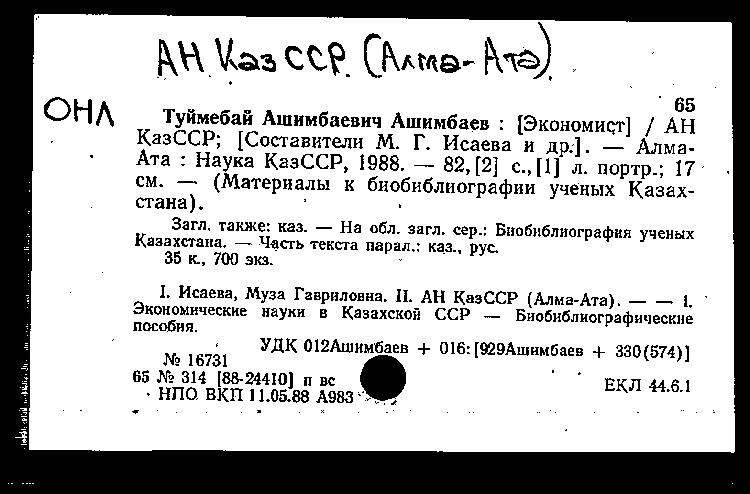 АН КазССР (Алма-Ата)
ОНЛ
65
Туймебай Ашимбаевич Ашимбаев : [Экономист] / АН
КазССР; [Составители М. Г. Исаева и др.]. — Алма-
Ата : Наука КазССР, 1988. — 82,[2] с.,[1] л. портр.; 17
см. — (Материалы к биобиблиографии ученых Казах-
стана).
Загл. также: каз. — На обл. загл. сер.: Биобиблиография ученых
Казахстана. — Часть текста парал.: каз., рус.
35 к., 700 экз.
I. Исаева, Муза Гавриловна. II. АН КазССР (Алма-Ата). — — 1.
Экономические науки в Казахской ССР — Биобиблиографические
пособия.
УДК 012Ашимбаев + 016:[929Ашимбаев + 330(574)]
№ 16731
65 № 314 [88-24410] п вс
ЕКЛ 44.6.1
НПО ВКП 11.05.88 А983